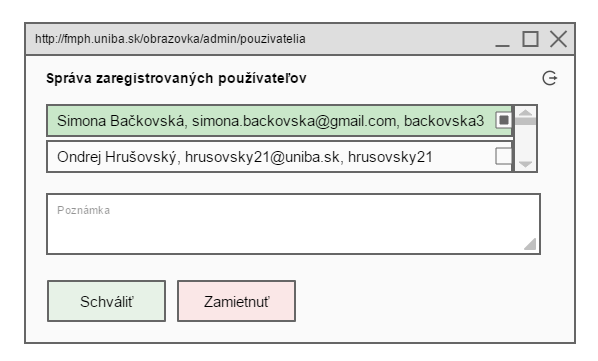 http://fmph.uniba.sk/obrazovka/admin/pouzivatelia
Správa zaregistrovaných používateľov
Simona Bačkovská, simona.backovska@gmail.com, backovska3
Ondrej Hrušovský, hrusovsky21@uniba.sk, hrusovsky21
Poznámka
Schváliť Zamietnuť